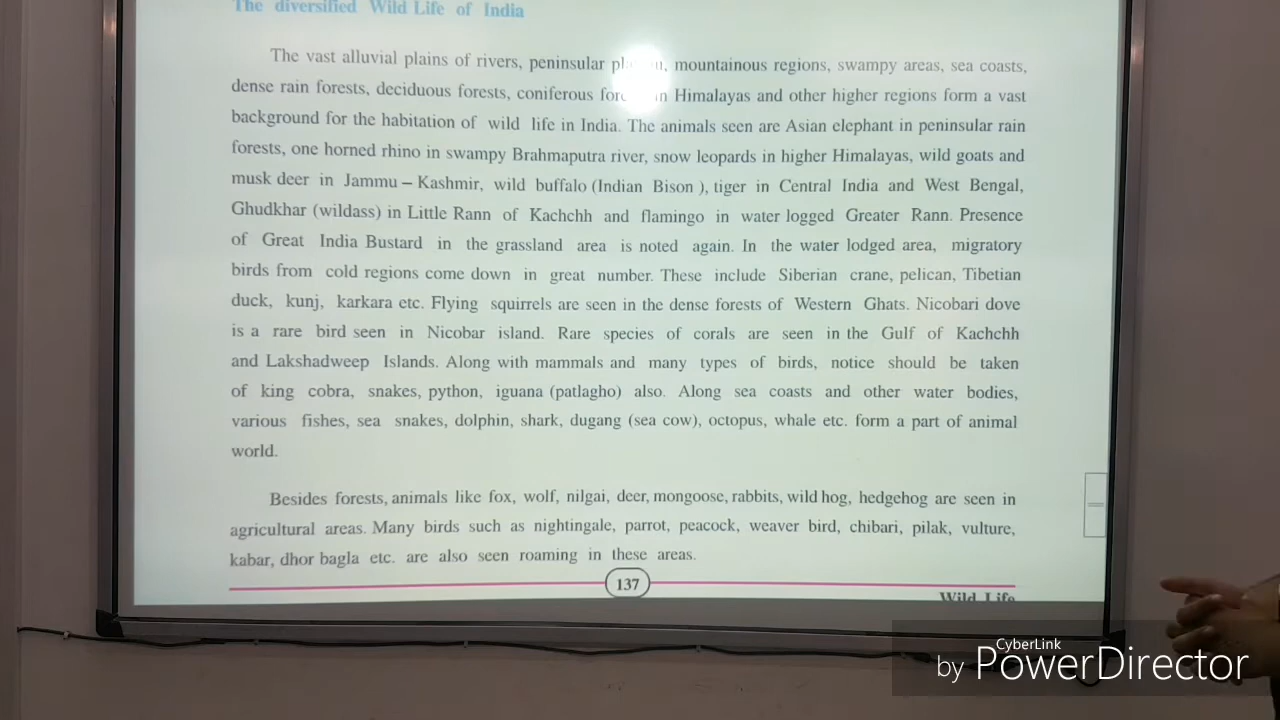 The diversified Wild Life of India
The vast alluvial plains of rivers, peninsular mountainous regions, swampy areas, sea coasts,
dense rain forests, deciduous forests, coniferous in Himalayas and other higher regions form a vast
background for the habitation of wild life in India. The animals seen are Asian elephant in peninsular rain
forests, one horned rhino in swampy Brahmaputra river, snow leopards in higher Himalayas, wild goats and
musk deer in Jammu – Kashmir, wild buffalo (Indian Bison ), tiger in Central India and West Bengal,
Ghudkhar (wildass) in Little Rann of Kachchh and flamingo in water logged Greater Rann. Presence
of Great India Bustard in the grassland area is noted again. In the water lodged area, migratory
birds from cold regions come down in great number. These include Siberian crane, pelican, Tibetian
duck, kunj, karkara etc. Flying squirrels are seen in the dense forests of Western Ghats. Nicobari dove
is a rare bird seen in Nicobar island. Rare species of corals are seen in the Gulf of Kachchh
and Lakshadweep Islands. Along with mammals and many types of birds, notice should be taken
of king cobra, snakes, python, iguana (patlagho) also. Along sea coasts and other water bodies,
various fishes, sea snakes, dolphin, shark, dugang (sea cow), octopus, whale etc. form a part of animal
world.
Besides forests, animals like fox, wolf, nilgai, deer, mongoose, rabbits, wild hog, hedgehog are seen in
agricultural areas. Many birds such as nightingale, parrot, peacock, weaver bird, chibari, pilak, vulture,
kabar, dhor bagla etc. are also seen roaming in these areas.
137
Wild Life
CyberLink
by PowerDirector